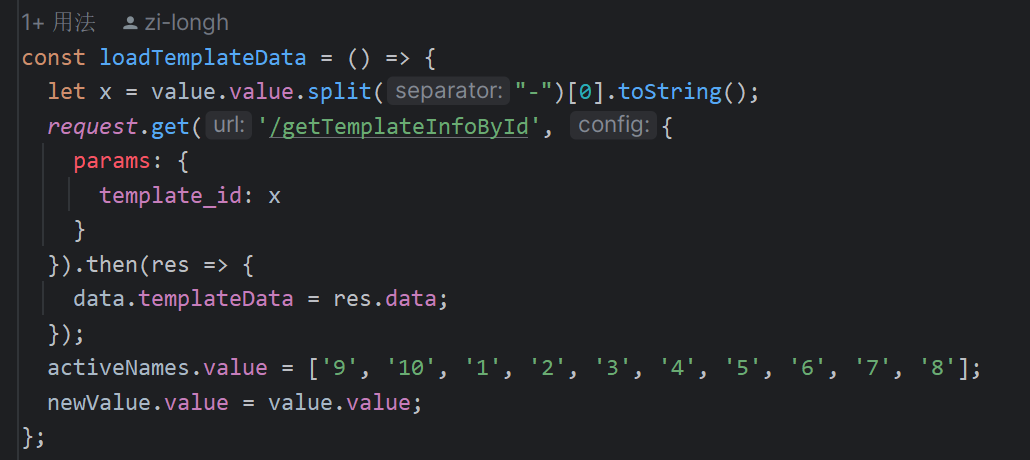 1+ 用法 zi-longh
const loadTemplateData = () => {
let x = value.value.split( separator: "-")[0].toString();
request.get( url: '/getTemplateInfoById', config: {
params: {
template_id: x
}
}).then(res => {
data.templateData = res.data;
});
activeNames.value = ['9', '10', '1', '2', '3', '4', '5', '6', '7', '8'];
newValue.value = value.value;
};